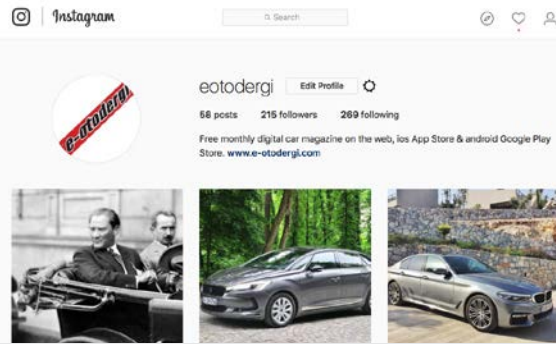 Instagram
Search
eotodergi Edit Profile
58 posts 215 followers 269 following
Free monthly digital car magazine on the web, ios App Store & android Google Play
Store. www.e-otodergi.com
e-otodergi